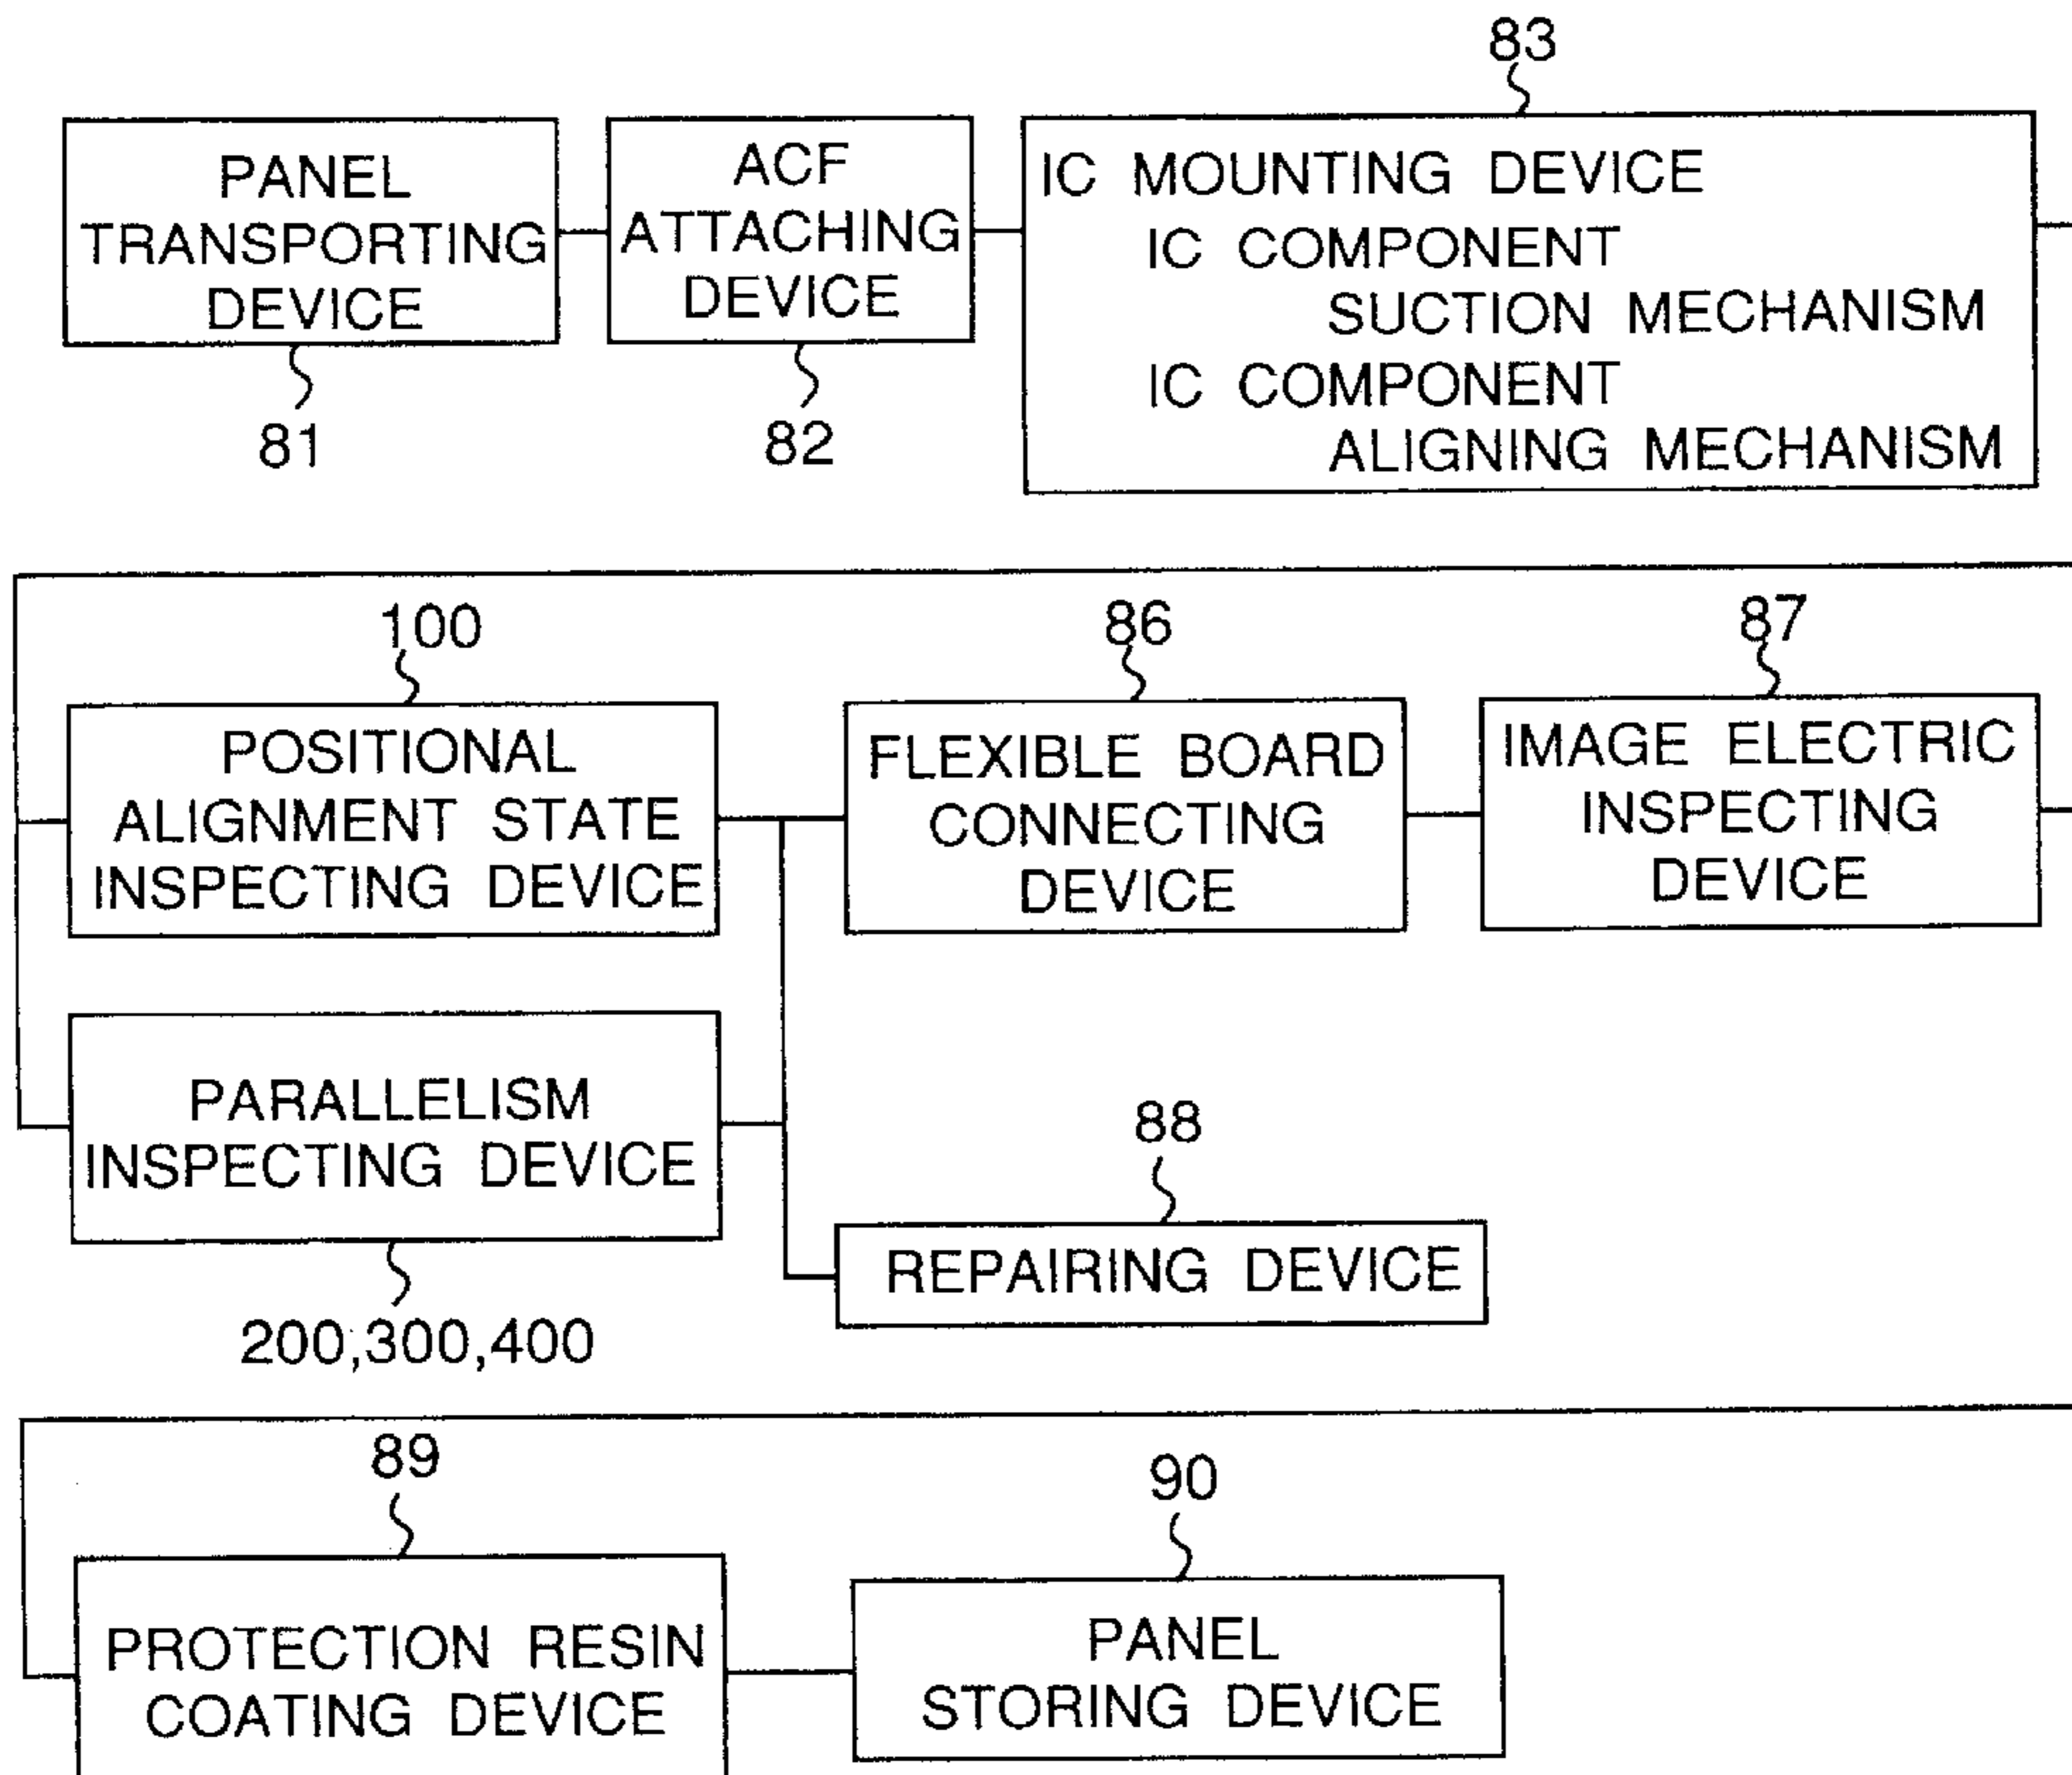 83
PANEL
TRANSPORTING
DEVICE
81
ACF
ATTACHING
DEVICE
82
IC MOUNTING DEVICE
IC COMPONENT
SUCTION MECHANISM
IC COMPONENT
ALIGNING MECHANISM
100
POSITIONAL
ALIGNMENT STATE
INSPECTING DEVICE
86
FLEXIBLE BOARD
CONNECTING
DEVICE
87
IMAGE ELECTRIC
INSPECTING
DEVICE
PARALLELISM
INSPECTING DEVICE
200,300,400
88
REPAIRING DEVICE
89
PROTECTION RESIN
COATING DEVICE
90
PANEL
STORING DEVICE